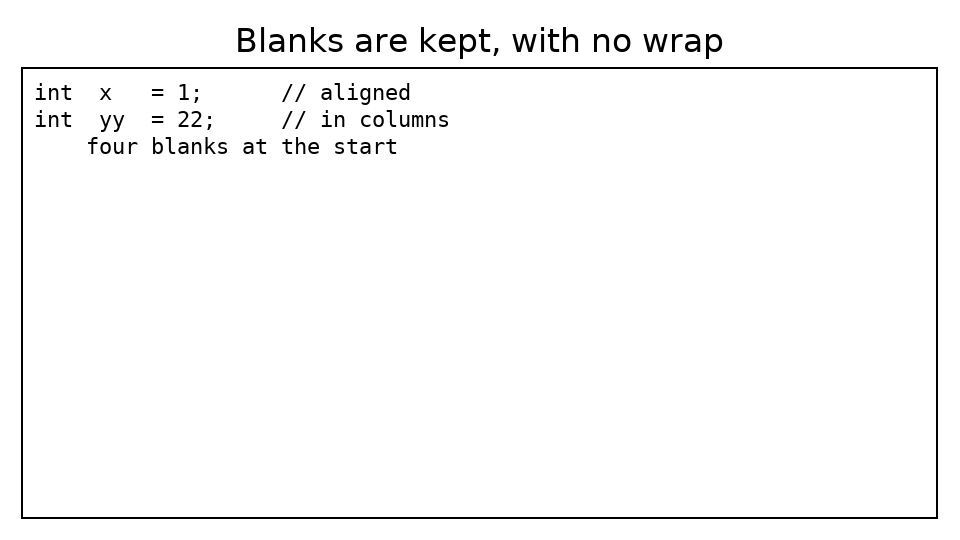 Blanks are kept, with no wrap
int  x   = 1;      // aligned
int  yy  = 22;     // in columns
    four blanks at the start